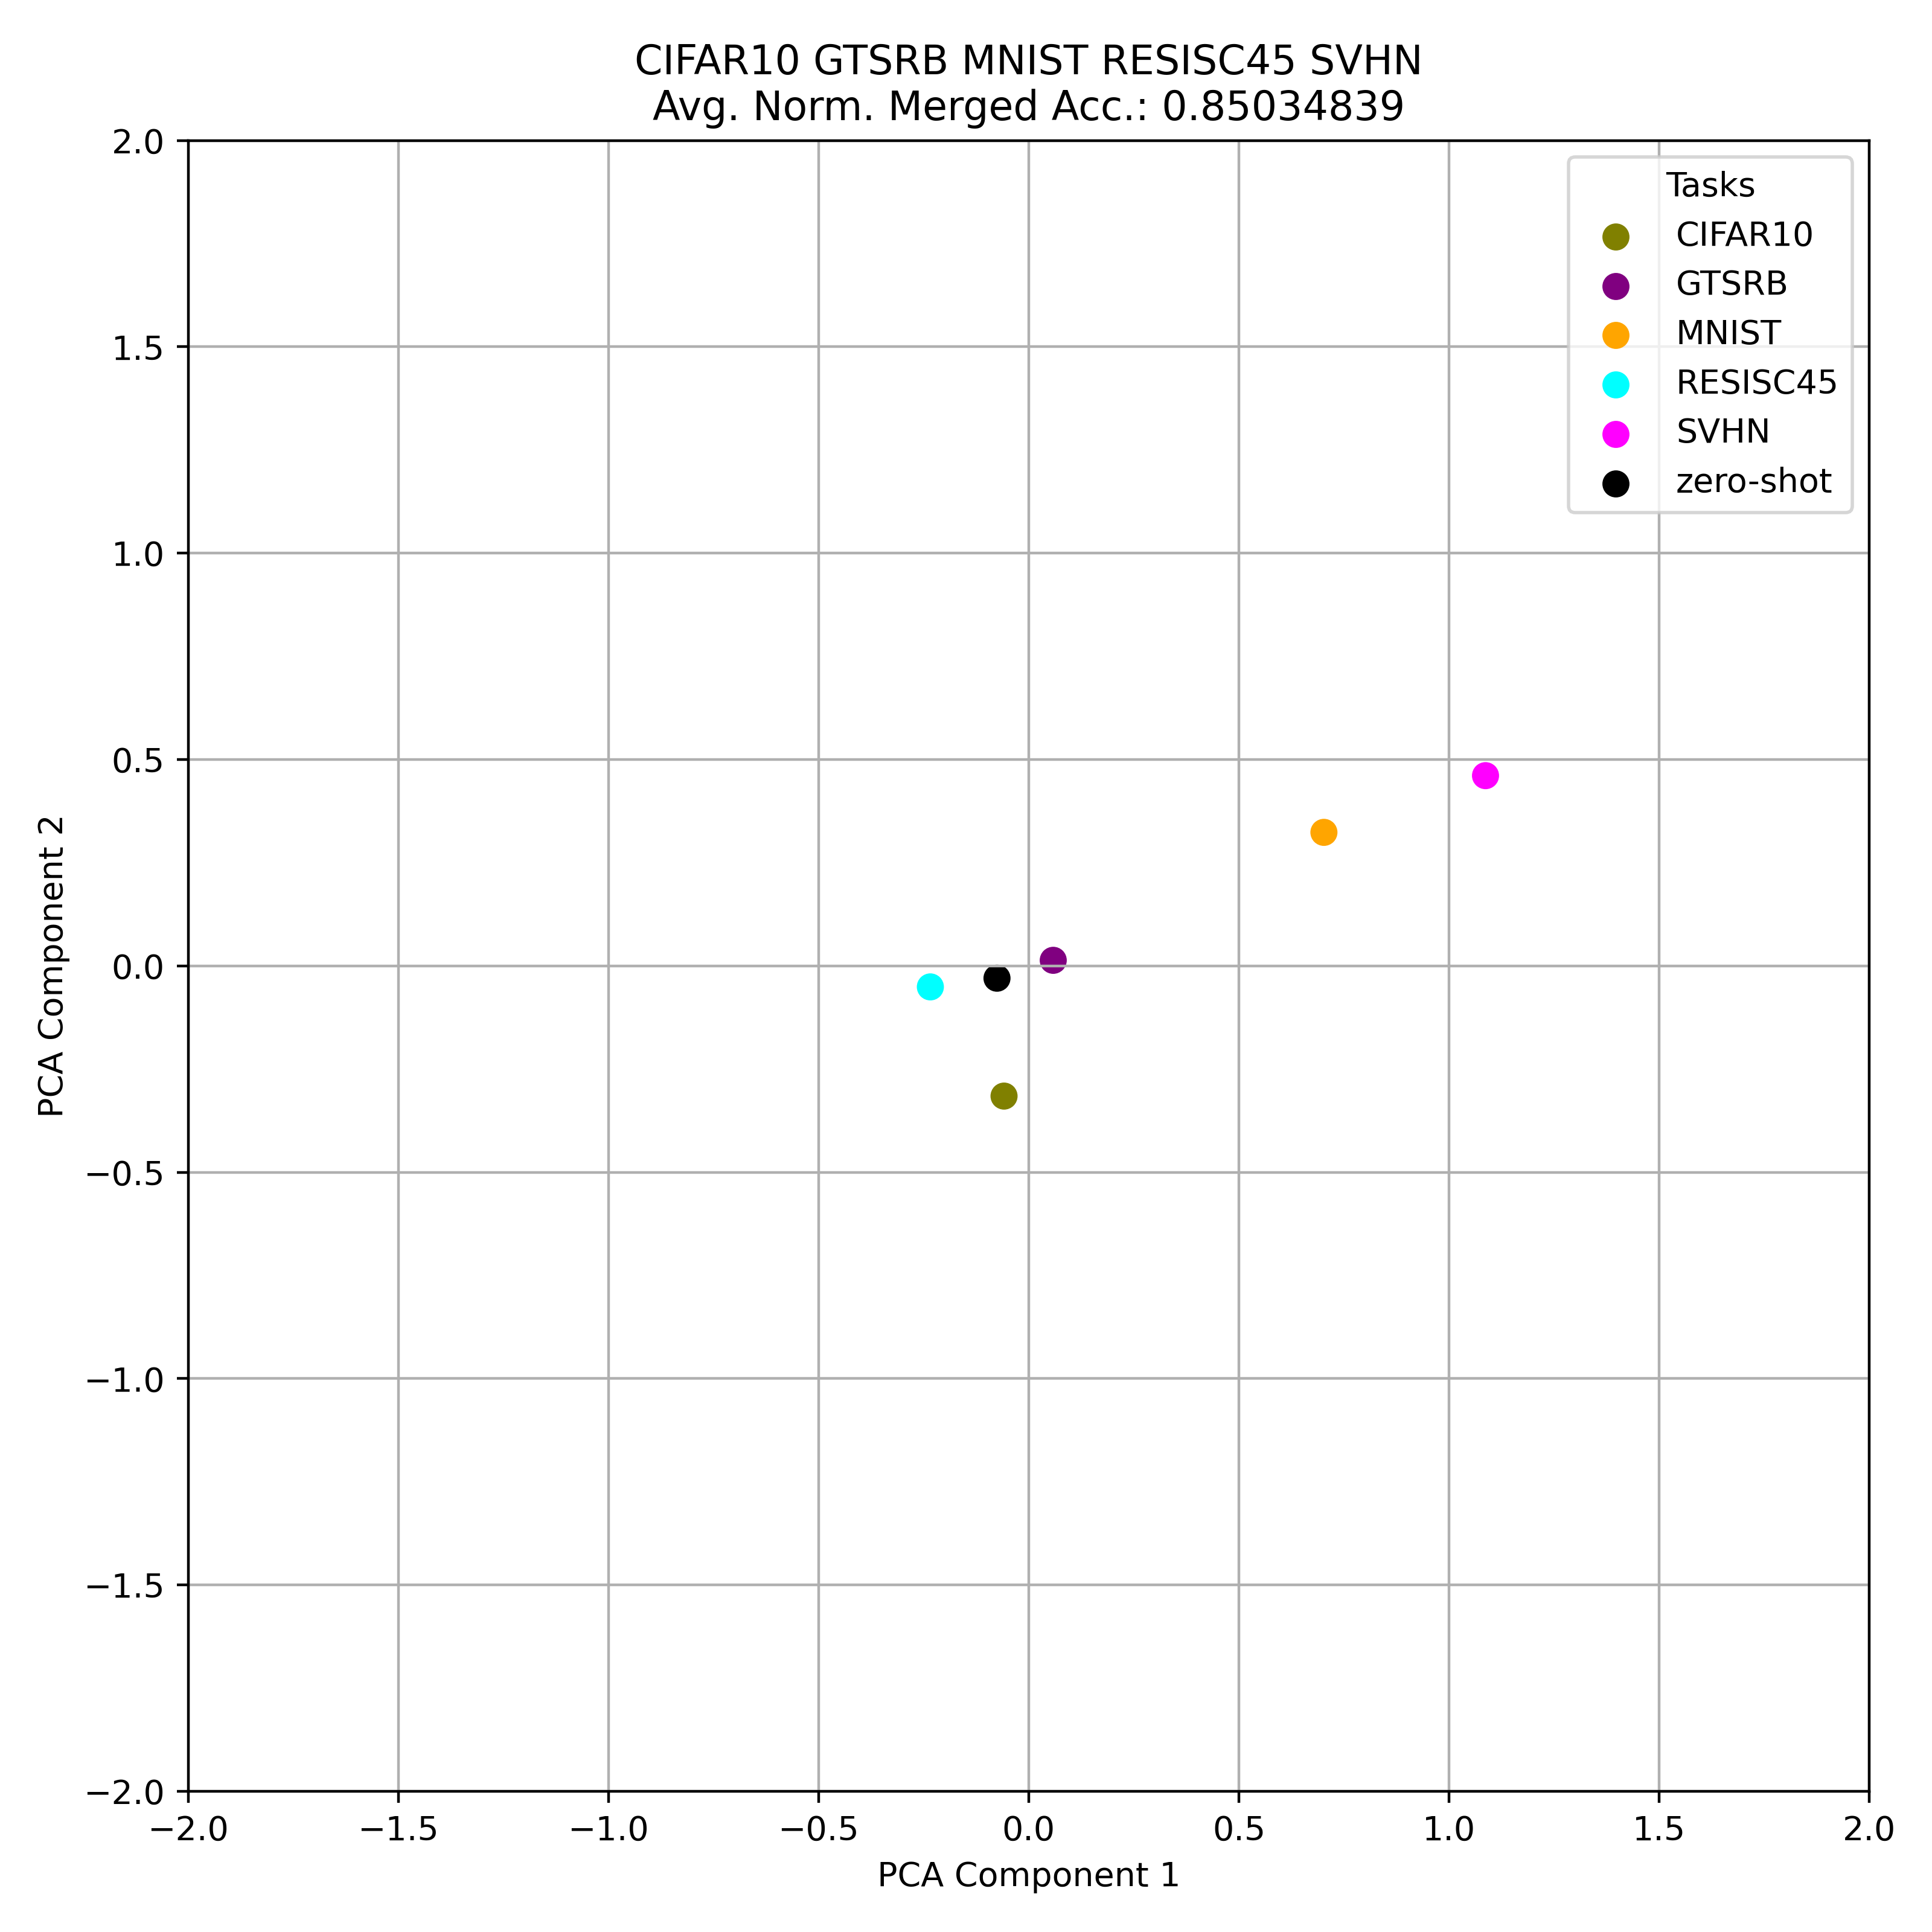 CIFAR10 GTSRB MNIST RESISC45 SVHN
Avg. Norm. Merged Acc.: 0.85034839
Tasks
CIFAR10
GTSRB
MNIST
RESISC45
SVHN
zero-shot
PCA Component 2
2.0
1.5
1.0
0.5
0.0
−0.5
−1.0
−1.5
−2.0
−2.0 −1.5 −1.0 −0.5 0.0 0.5 1.0 1.5 2.0
PCA Component 1